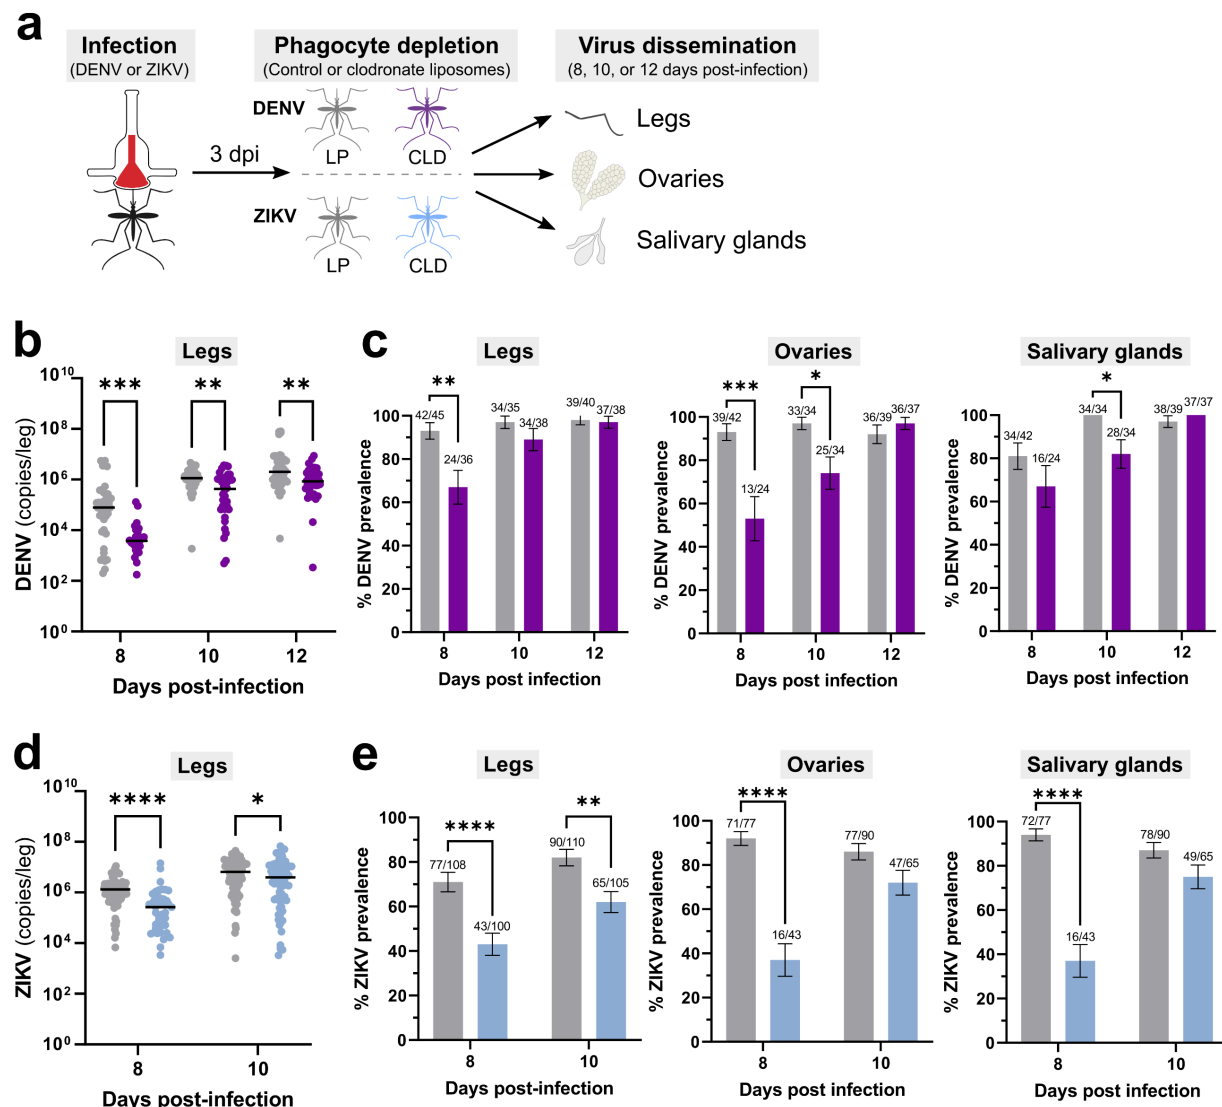 a
Infection
(DENV or ZIKV)
Phagocyte depletion
(Control or clodronate liposomes)
Virus dissemination
(8, 10, or 12 days post-infection)
DENV
LP
CLD
3 dpi
ZIKV
LP
CLD
Legs
Ovaries
Salivary glands
b
Legs
DENV (copies/leg)
10^10
10^8
10^6
10^4
10^2
10^0
*** ** **
8 10 12
Days post-infection
c
Legs
% DENV prevalence
100
80
60
40
20
0
**
42/45 24/36 34/35 34/38 39/40 37/38
8 10 12
Days post infection
Ovaries
% DENV prevalence
100
80
60
40
20
0
*** *
39/42 13/24 33/34 25/34 36/39 36/37
8 10 12
Days post infection
Salivary glands
% DENV prevalence
100
80
60
40
20
0
*
34/42 16/24 34/34 28/34 38/39 37/37
8 10 12
Days post infection
d
Legs
ZIKV (copies/leg)
10^10
10^8
10^6
10^4
10^2
10^0
**** *
8 10
Days post-infection
e
Legs
% ZIKV prevalence
100
80
60
40
20
0
**** **
77/108 43/100 90/110 65/105
8 10
Days post-infection
Ovaries
% ZIKV prevalence
100
80
60
40
20
0
****
71/77 16/43 77/90 47/65
8 10
Days post infection
Salivary glands
% ZIKV prevalence
100
80
60
40
20
0
****
72/77 16/43 78/90 49/65
8 10
Days post infection